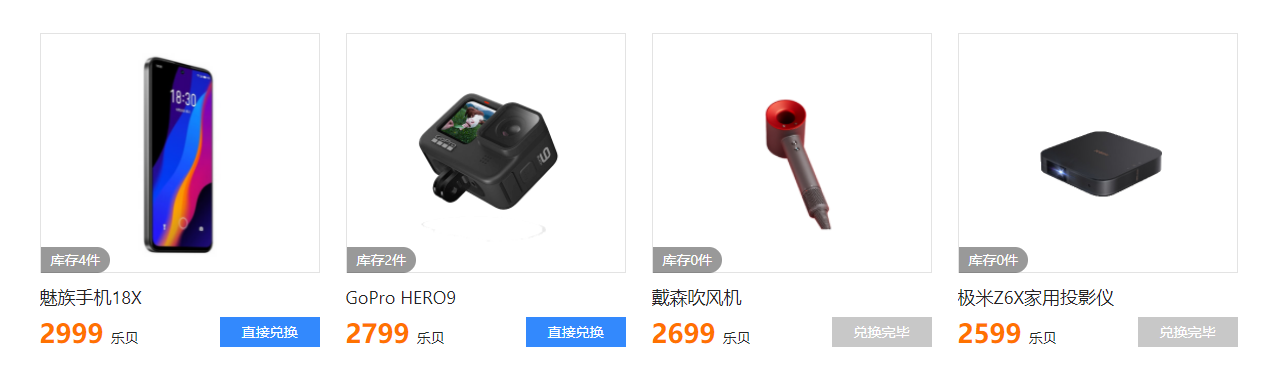 18:30
库存4件
库存2件
库存0件
库存0件
魅族手机18X
GoPro HERO9
戴森吹风机
极米Z6X家用投影仪
2999 乐贝 直接兑换
2799 乐贝 直接兑换
2699 乐贝 兑换完毕
2599 乐贝 兑换完毕